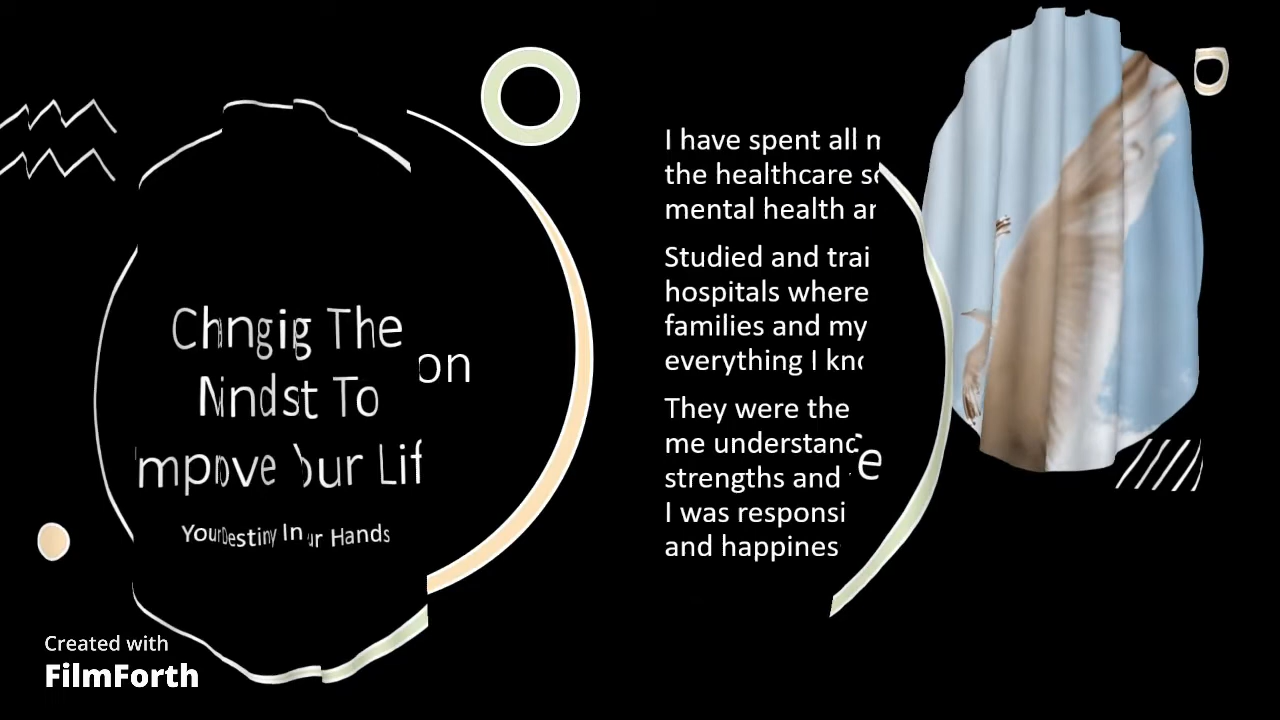 Chngig The
Nindst To
mpove our Lif
on
YourDestiny In ur Hands
I have spent all m
the healthcare s
mental health ar
Studied and trai
hospitals where
families and my
everything I kno
They were the
me understanc
e
strengths and
I was responsi
and happines
Created with
FilmForth